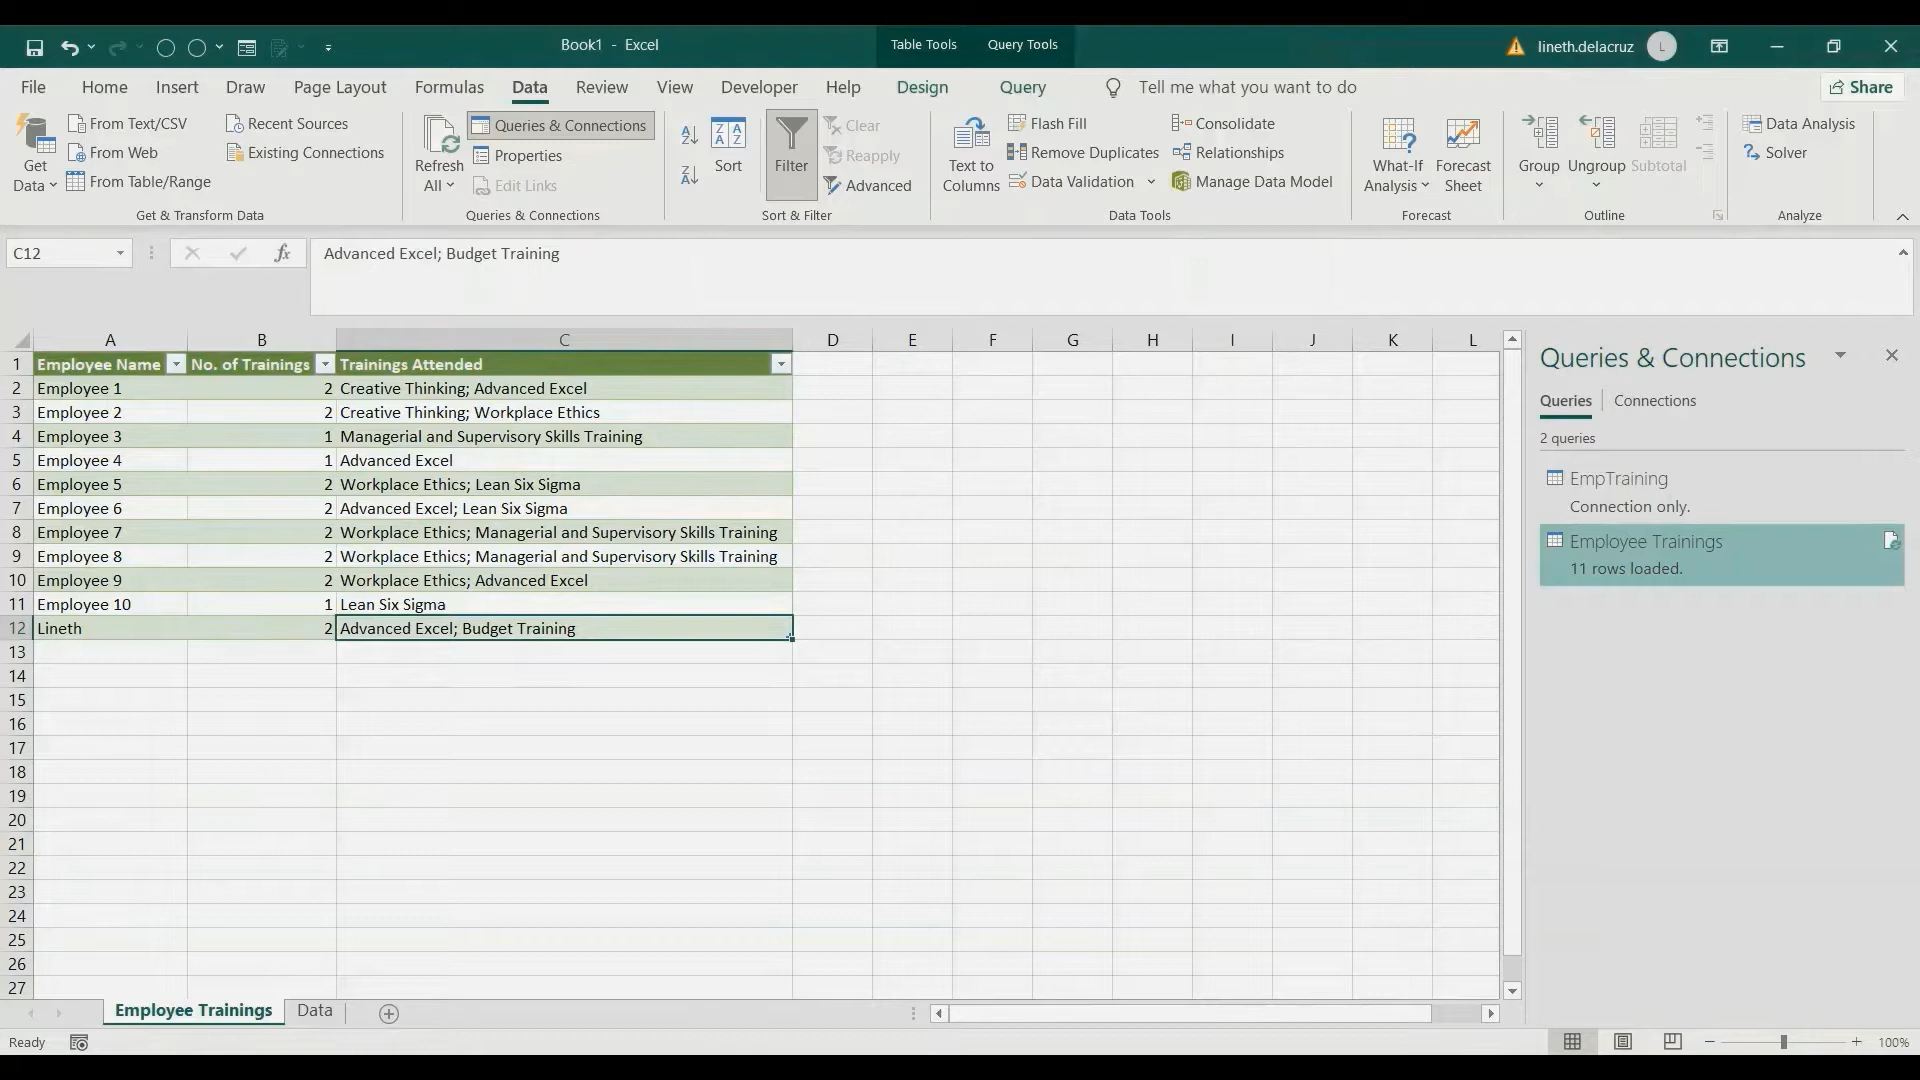 Book1 - Excel
Table Tools
Query Tools
lineth.delacruz
L
File
Home
Insert
Draw
Page Layout
Formulas
Data
Review
View
Developer
Help
Design
Query
Tell me what you want to do
Share
Get Data
From Text/CSV
From Web
From Table/Range
Recent Sources
Existing Connections
Get & Transform Data
Refresh All
Queries & Connections
Properties
Edit Links
Queries & Connections
Sort
Filter
Clear
Reapply
Advanced
Sort & Filter
Text to Columns
Flash Fill
Remove Duplicates
Data Validation
Consolidate
Relationships
Manage Data Model
Data Tools
What-If Analysis
Forecast Sheet
Forecast
Group
Ungroup
Subtotal
Outline
Data Analysis
Solver
Analyze
C12
fx
Advanced Excel; Budget Training
A B C D E F G H I J K L
1 Employee Name No. of Trainings Trainings Attended
2 Employee 1 2 Creative Thinking; Advanced Excel
3 Employee 2 2 Creative Thinking; Workplace Ethics
4 Employee 3 1 Managerial and Supervisory Skills Training
5 Employee 4 1 Advanced Excel
6 Employee 5 2 Workplace Ethics; Lean Six Sigma
7 Employee 6 2 Advanced Excel; Lean Six Sigma
8 Employee 7 2 Workplace Ethics; Managerial and Supervisory Skills Training
9 Employee 8 2 Workplace Ethics; Managerial and Supervisory Skills Training
10 Employee 9 2 Workplace Ethics; Advanced Excel
11 Employee 10 1 Lean Six Sigma
12 Lineth 2 Advanced Excel; Budget Training
13
14
15
16
17
18
19
20
21
22
23
24
25
26
27
Queries & Connections
Queries
Connections
2 queries
EmpTraining
Connection only.
Employee Trainings
11 rows loaded.
Employee Trainings
Data
Ready
100%